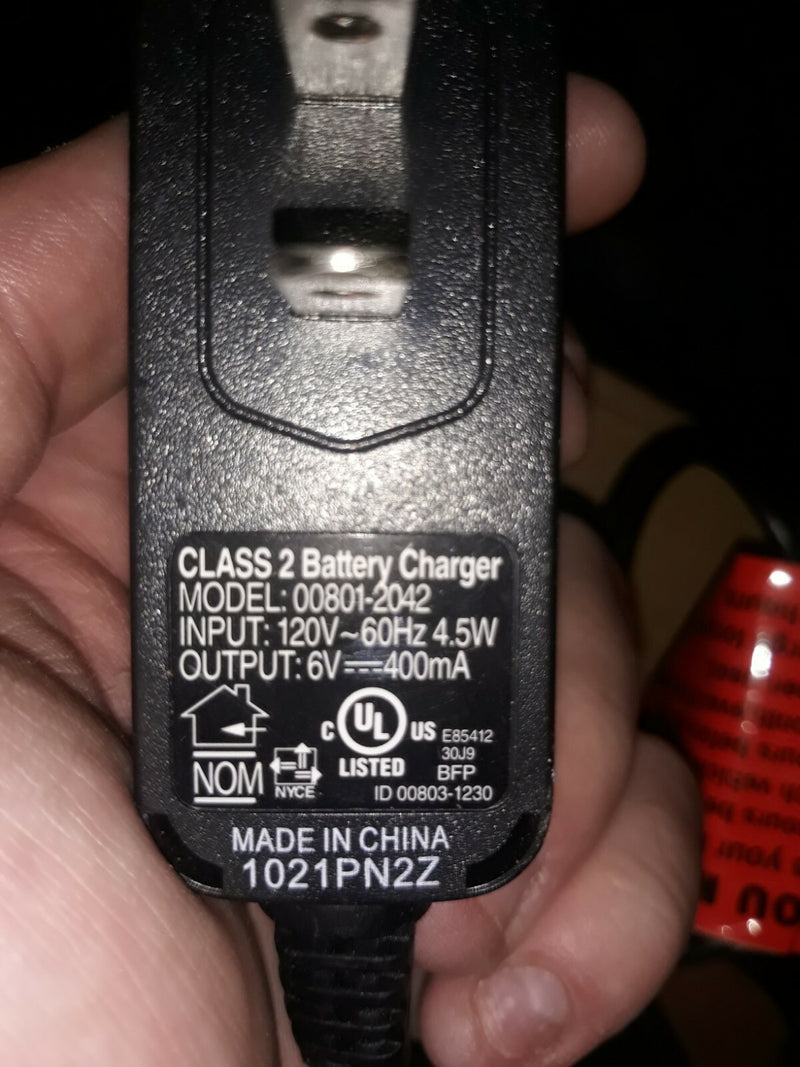 CLASS 2 Battery Charger
MODEL: 00801-2042
INPUT: 120V~60Hz 4.5W
OUTPUT: 6V⎓400mA
C UL US
LISTED
E85412
30J9
BFP
NOM
NYCE
ID 00803-1230
MADE IN CHINA
1021PN2Z